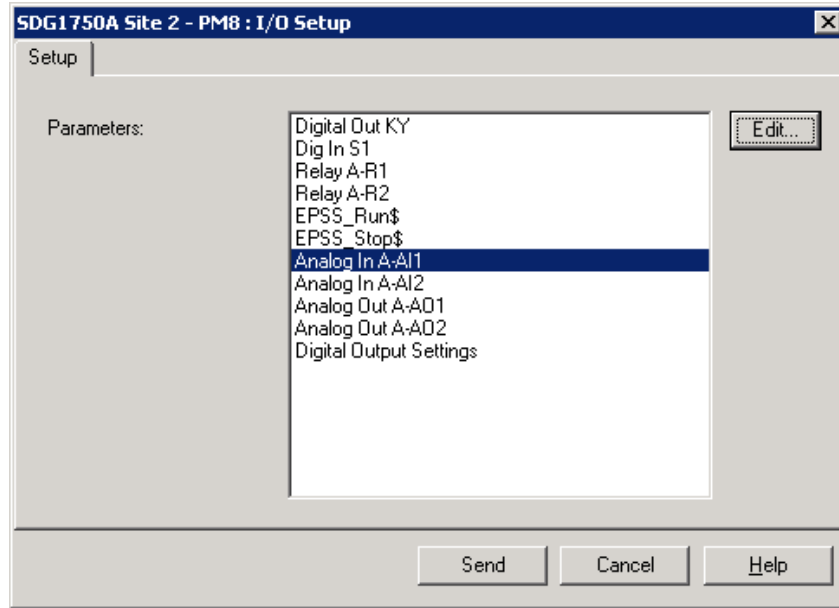 SDG1750A Site 2 - PM8 : I/O Setup
Setup
Parameters:
Digital Out KY
Dig In S1
Relay A-R1
Relay A-R2
EPSS_Run$
EPSS_Stop$
Analog In A-AI1
Analog In A-AI2
Analog Out A-AO1
Analog Out A-AO2
Digital Output Settings
Edit...
Send
Cancel
Help